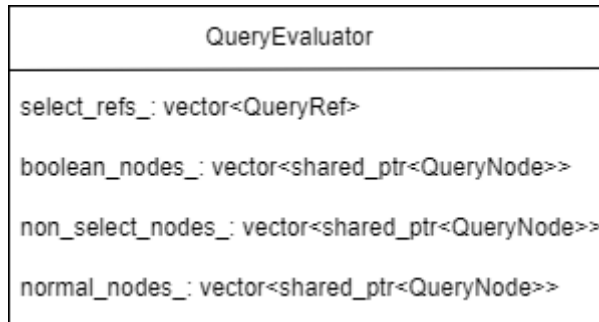 QueryEvaluator
select_refs_: vector<QueryRef>
boolean_nodes_: vector<shared_ptr<QueryNode>>
non_select_nodes_: vector<shared_ptr<QueryNode>>
normal_nodes_: vector<shared_ptr<QueryNode>>